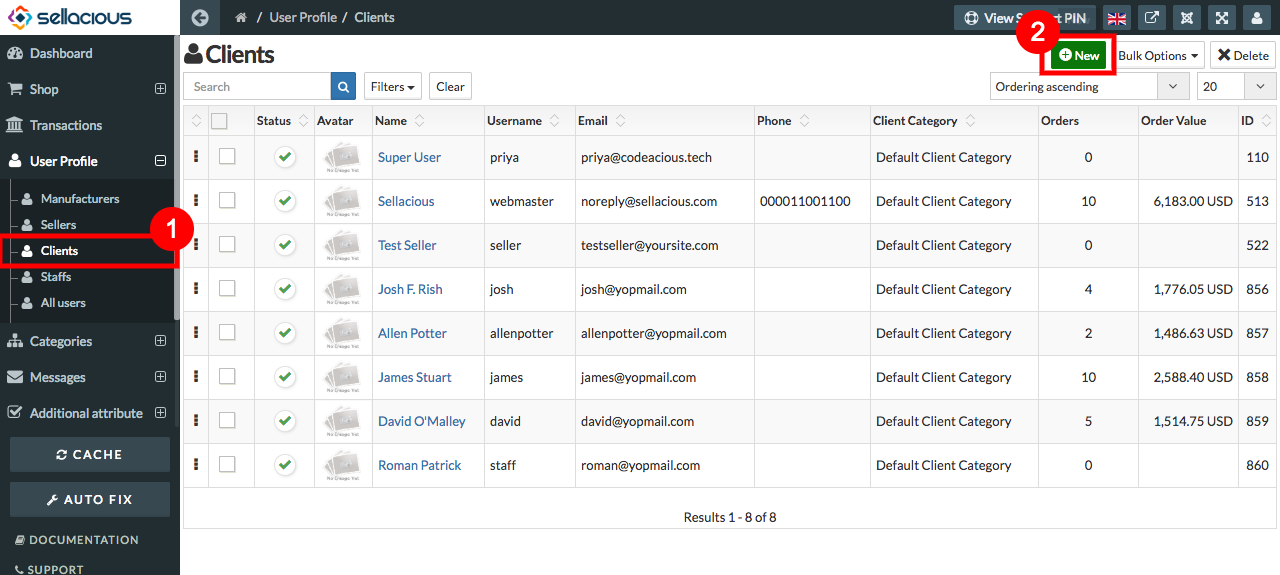 sellacious
/ User Profile / Clients
View S t PIN
2
Dashboard
Shop
Transactions
User Profile
Manufacturers
Sellers
1
Clients
Staffs
All users
Categories
Messages
Additional attribute
CACHE
AUTO FIX
DOCUMENTATION
SUPPORT
Clients
New
Bulk Options
Delete
Search
Filters
Clear
Ordering ascending
20
Status Avatar Name Username Email Phone Client Category Orders Order Value ID
Super User priya priya@codeacious.tech Default Client Category 0 110
Sellacious webmaster noreply@sellacious.com 000011001100 Default Client Category 10 6,183.00 USD 513
Test Seller seller testseller@yoursite.com Default Client Category 0 522
Josh F. Rish josh josh@yopmail.com Default Client Category 4 1,776.05 USD 856
Allen Potter allenpotter allenpotter@yopmail.com Default Client Category 2 1,486.63 USD 857
James Stuart james james@yopmail.com Default Client Category 10 2,588.40 USD 858
David O'Malley david david@yopmail.com Default Client Category 5 1,514.75 USD 859
Roman Patrick staff roman@yopmail.com Default Client Category 0 860
Results 1 - 8 of 8